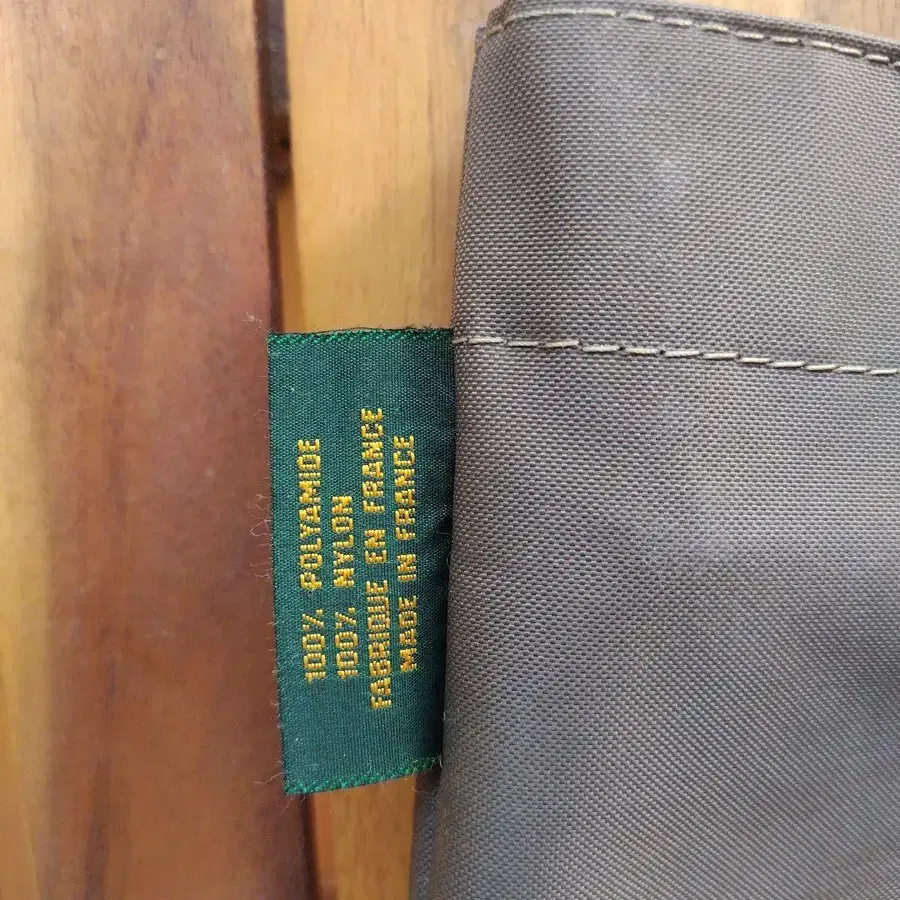 100% POLYAMIDE
100% NYLON
FABRIQUE EN FRANCE
MADE IN FRANCE